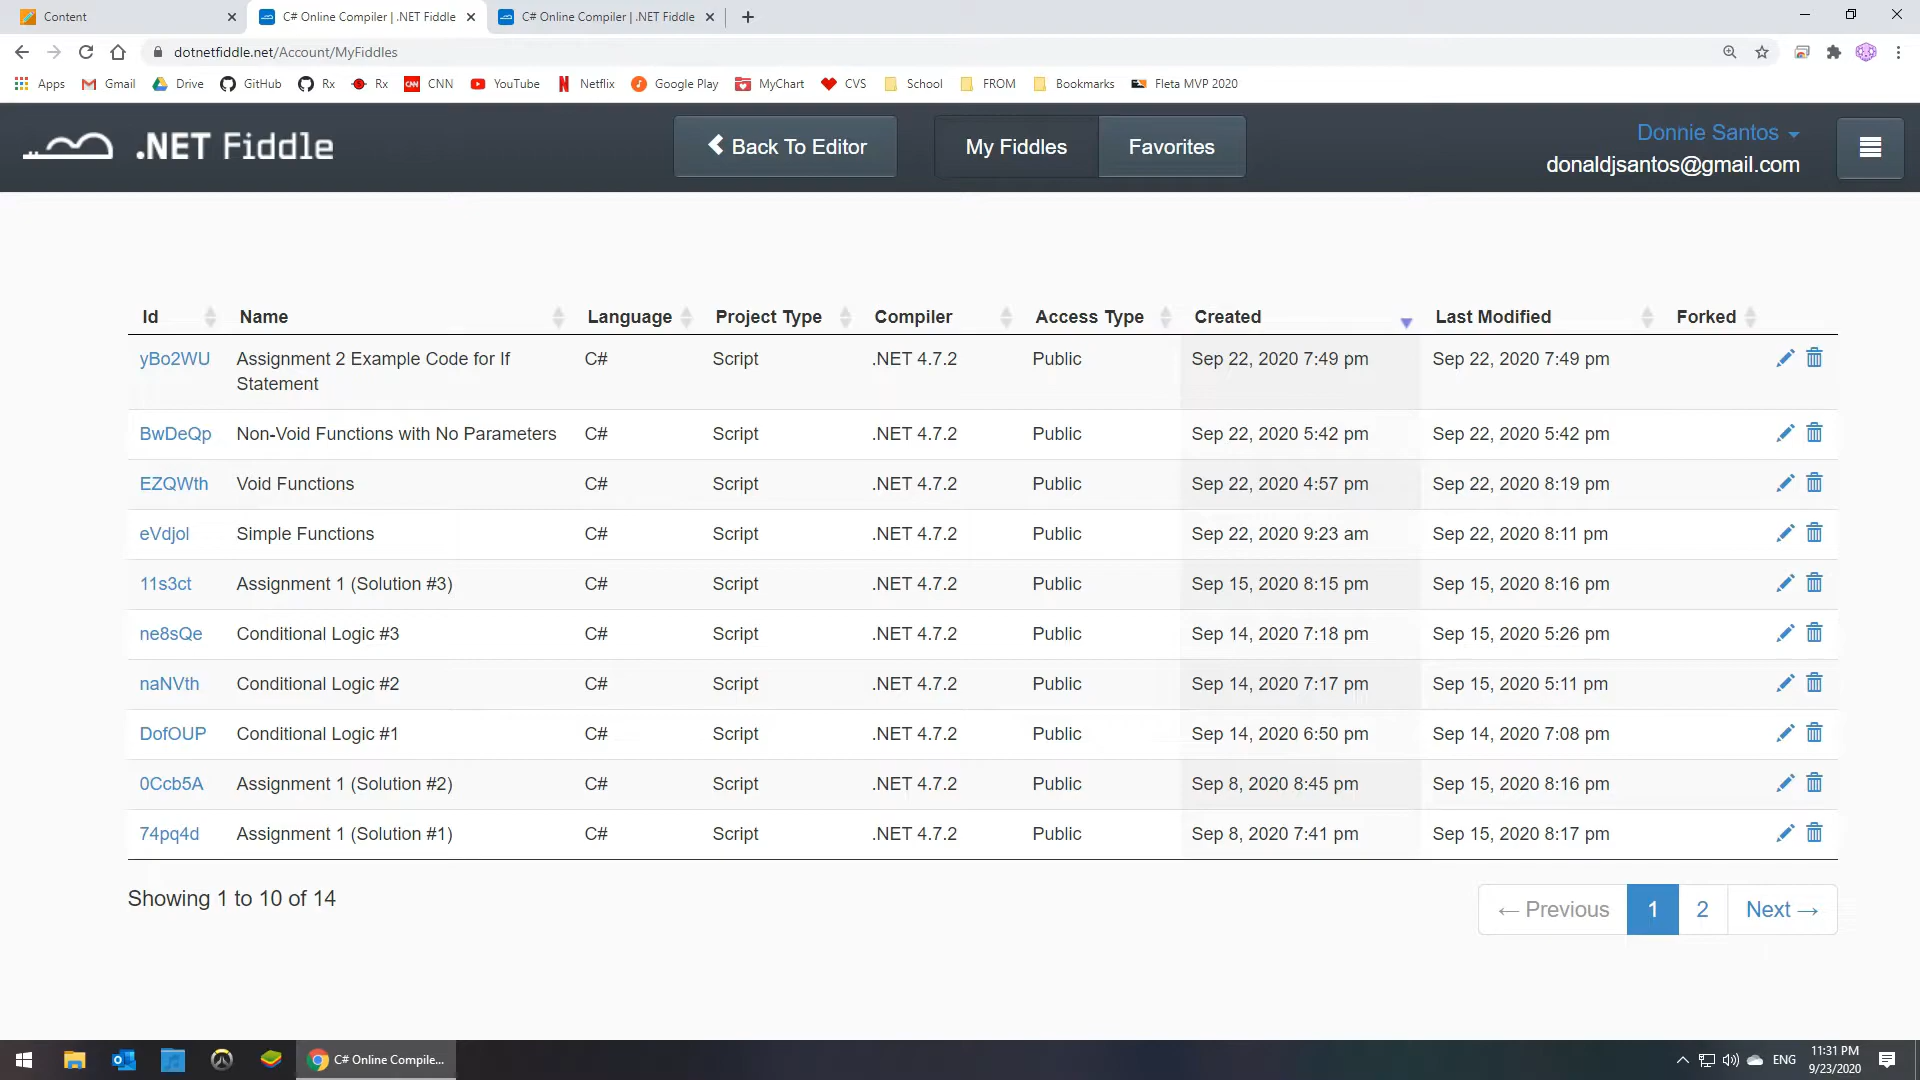 Content
C# Online Compiler | .NET Fiddle
C# Online Compiler | .NET Fiddle
dotnetfiddle.net/Account/MyFiddles
Apps Gmail Drive GitHub Rx Rx CNN YouTube Netflix Google Play MyChart CVS School FROM Bookmarks Fleta MVP 2020
.NET Fiddle
Back To Editor
My Fiddles
Favorites
Donnie Santos
donaldjsantos@gmail.com
Id Name Language Project Type Compiler Access Type Created Last Modified Forked
yBo2WU Assignment 2 Example Code for If C# Script .NET 4.7.2 Public Sep 22, 2020 7:49 pm Sep 22, 2020 7:49 pm
Statement
BwDeQp Non-Void Functions with No Parameters C# Script .NET 4.7.2 Public Sep 22, 2020 5:42 pm Sep 22, 2020 5:42 pm
EZQWth Void Functions C# Script .NET 4.7.2 Public Sep 22, 2020 4:57 pm Sep 22, 2020 8:19 pm
eVdjol Simple Functions C# Script .NET 4.7.2 Public Sep 22, 2020 9:23 am Sep 22, 2020 8:11 pm
11s3ct Assignment 1 (Solution #3) C# Script .NET 4.7.2 Public Sep 15, 2020 8:15 pm Sep 15, 2020 8:16 pm
ne8sQe Conditional Logic #3 C# Script .NET 4.7.2 Public Sep 14, 2020 7:18 pm Sep 15, 2020 5:26 pm
naNVth Conditional Logic #2 C# Script .NET 4.7.2 Public Sep 14, 2020 7:17 pm Sep 15, 2020 5:11 pm
DofOUP Conditional Logic #1 C# Script .NET 4.7.2 Public Sep 14, 2020 6:50 pm Sep 14, 2020 7:08 pm
0Ccb5A Assignment 1 (Solution #2) C# Script .NET 4.7.2 Public Sep 8, 2020 8:45 pm Sep 15, 2020 8:16 pm
74pq4d Assignment 1 (Solution #1) C# Script .NET 4.7.2 Public Sep 8, 2020 7:41 pm Sep 15, 2020 8:17 pm
Showing 1 to 10 of 14
← Previous 1 2 Next →
C# Online Compile...
ENG
11:31 PM
9/23/2020